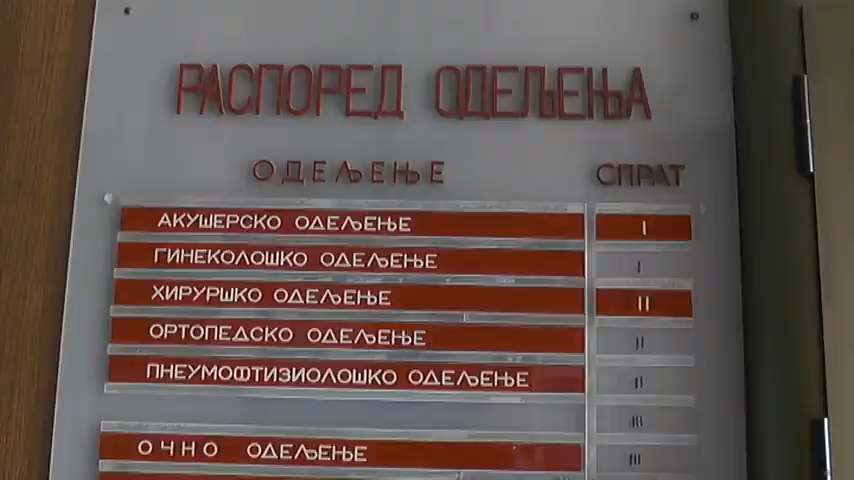 РАСПОРЕД ОДЕЉЕЊА
ОДЕЉЕЊЕ СПРАТ
АКУШЕРСКО ОДЕЉЕЊЕ I
ГИНЕКОЛОШКО ОДЕЉЕЊЕ I
ХИРУРШКО ОДЕЉЕЊЕ II
ОРТОПЕДСКО ОДЕЉЕЊЕ II
ПНЕУМОФТИЗИОЛОШКО ОДЕЉЕЊЕ II
III
ОЧНО ОДЕЉЕЊЕ III